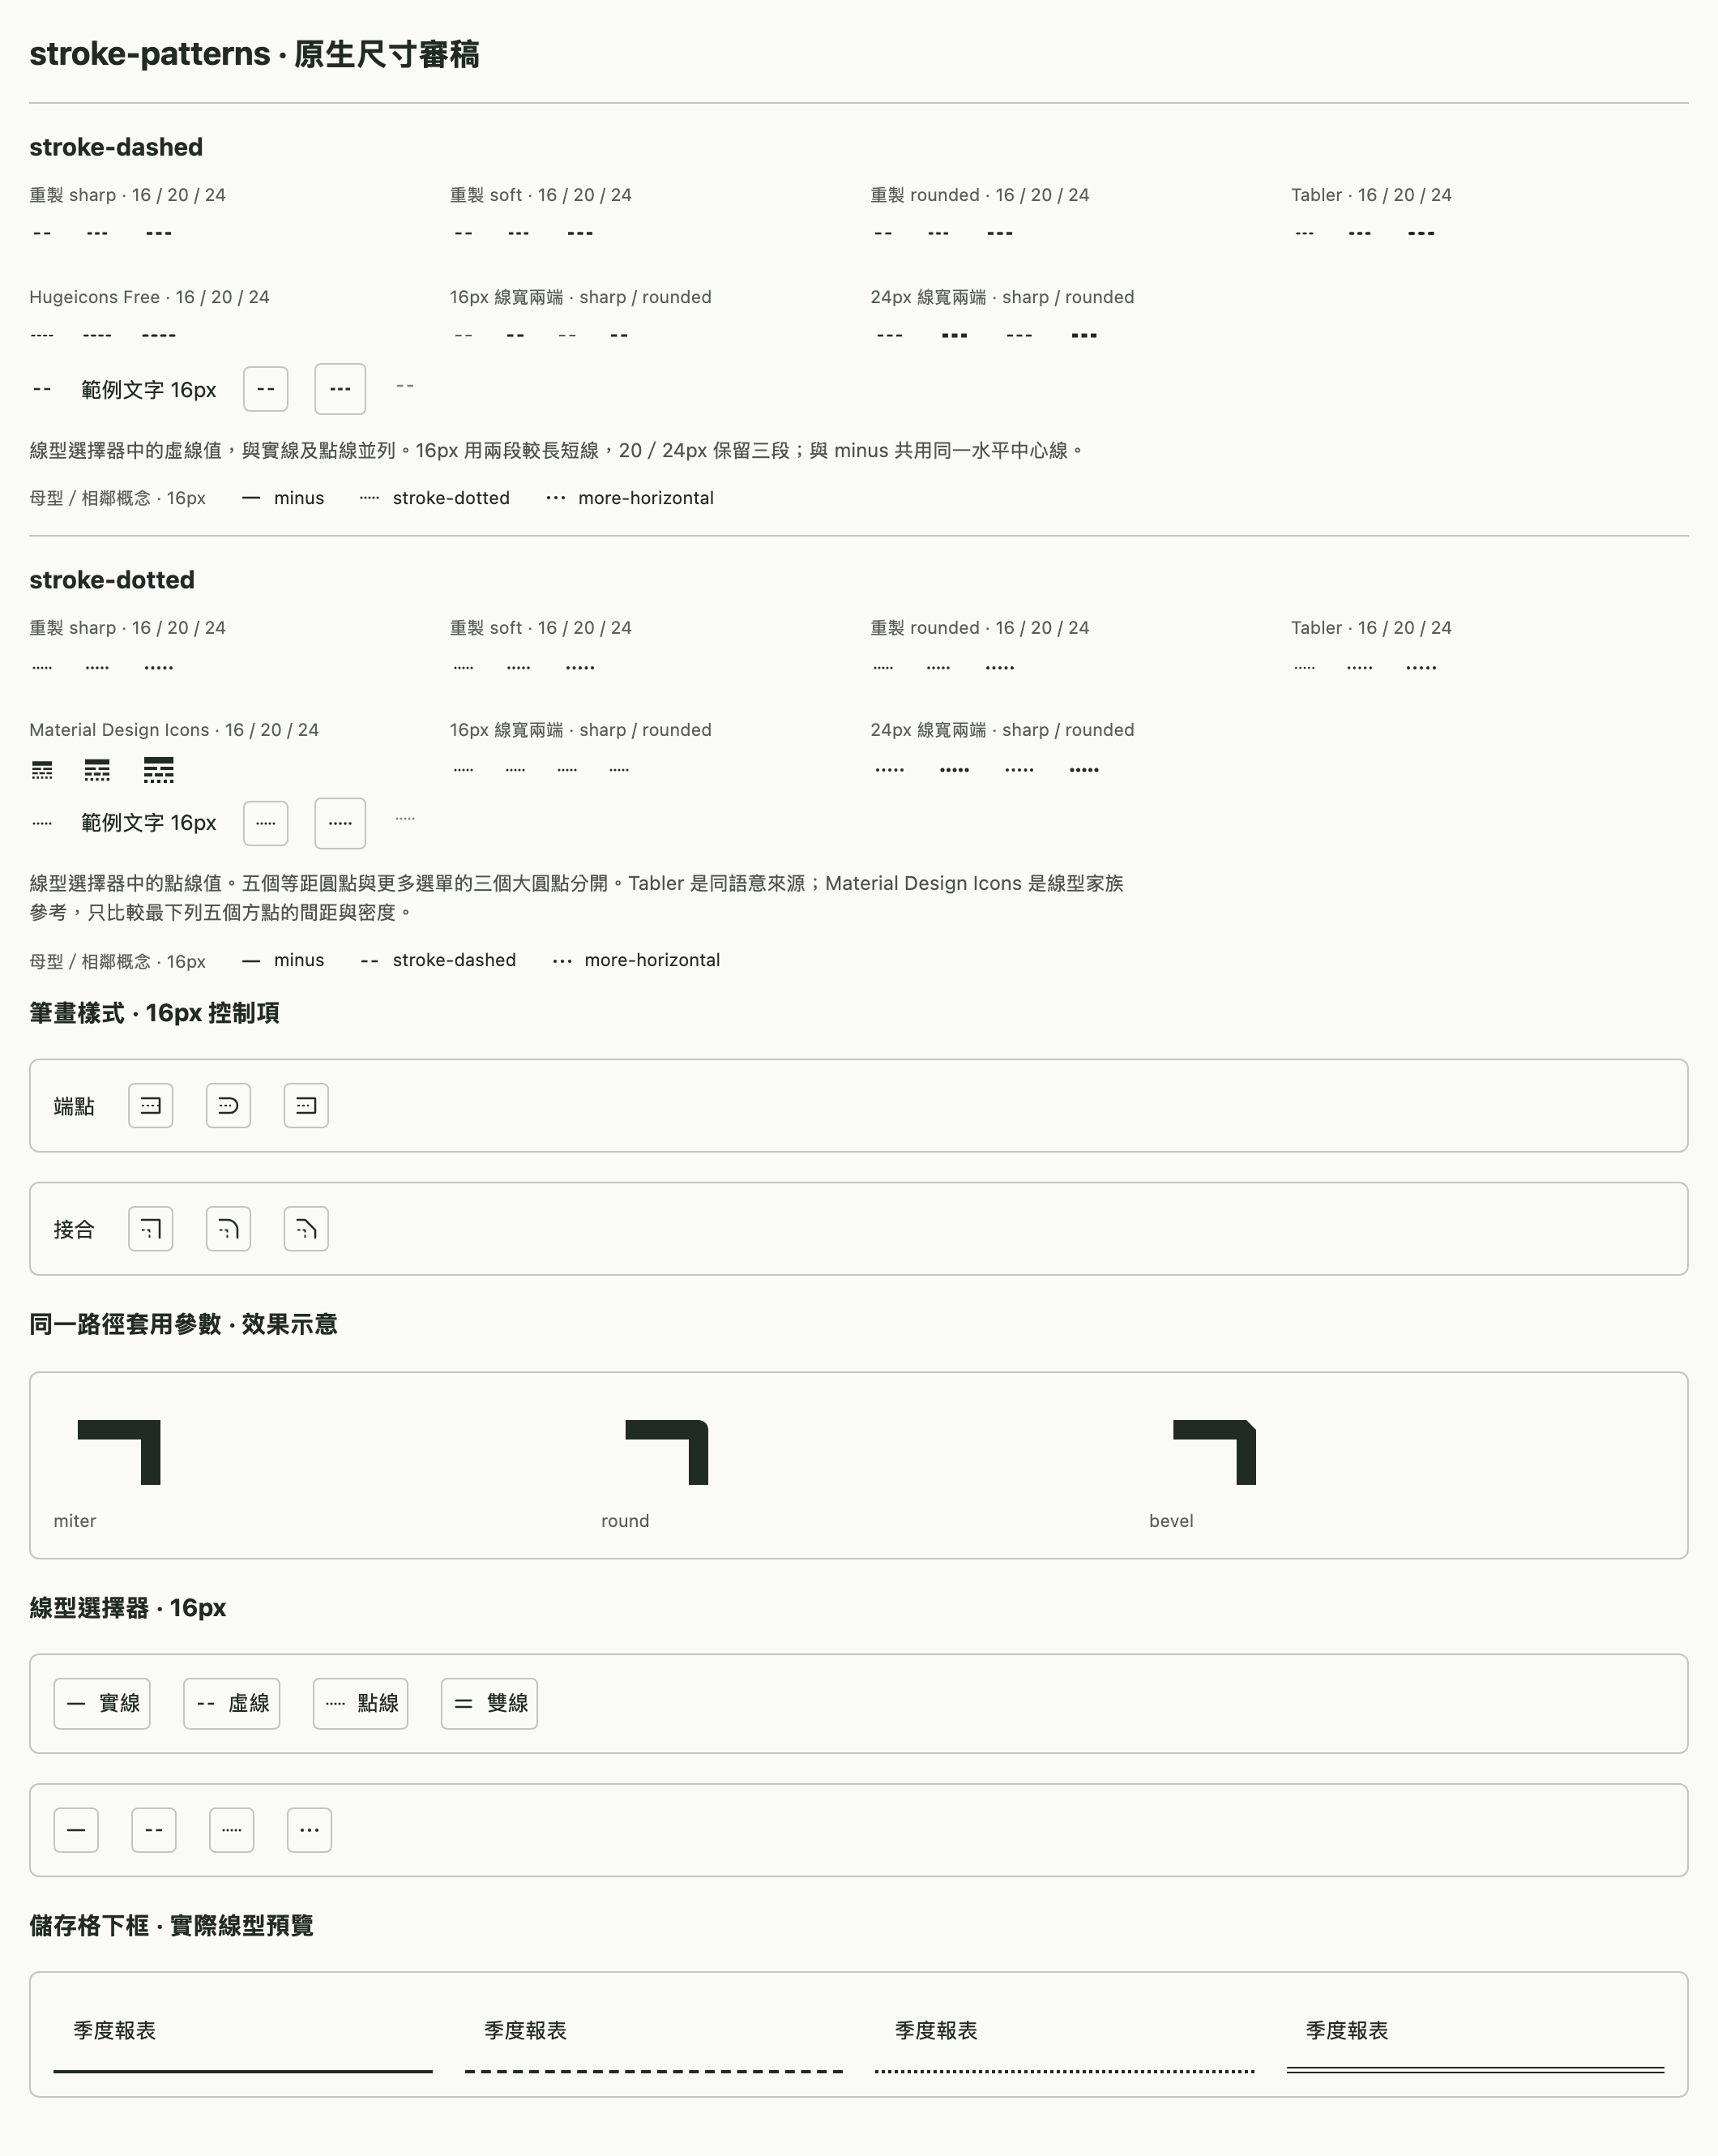 stroke-patterns · 原生尺寸審稿
stroke-dashed
重製 sharp · 16 / 20 / 24
重製 soft · 16 / 20 / 24
重製 rounded · 16 / 20 / 24
Tabler · 16 / 20 / 24
Hugeicons Free · 16 / 20 / 24
16px 線寬兩端 · sharp / rounded
24px 線寬兩端 · sharp / rounded
範例文字 16px
線型選擇器中的虛線值，與實線及點線並列。16px 用兩段較長短線，20 / 24px 保留三段；與 minus 共用同一水平中心線。
母型 / 相鄰概念 · 16px
minus
stroke-dotted
more-horizontal
stroke-dotted
重製 sharp · 16 / 20 / 24
重製 soft · 16 / 20 / 24
重製 rounded · 16 / 20 / 24
Tabler · 16 / 20 / 24
Material Design Icons · 16 / 20 / 24
16px 線寬兩端 · sharp / rounded
24px 線寬兩端 · sharp / rounded
範例文字 16px
線型選擇器中的點線值。五個等距圓點與更多選單的三個大圓點分開。Tabler 是同語意來源；Material Design Icons 是線型家族
參考，只比較最下列五個方點的間距與密度。
母型 / 相鄰概念 · 16px
minus
stroke-dashed
more-horizontal
筆畫樣式 · 16px 控制項
端點
接合
同一路徑套用參數 · 效果示意
miter
round
bevel
線型選擇器 · 16px
實線
虛線
點線
雙線
儲存格下框 · 實際線型預覽
季度報表
季度報表
季度報表
季度報表